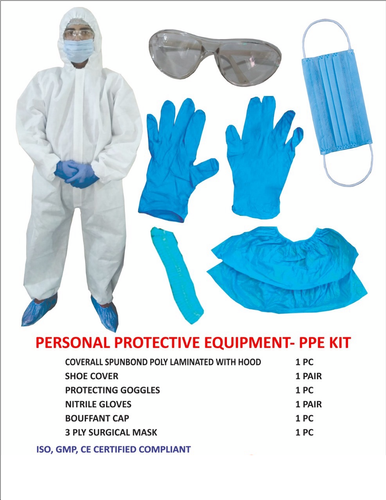 PERSONAL PROTECTIVE EQUIPMENT- PPE KIT
COVERALL SPUNBOND POLY LAMINATED WITH HOOD 1 PC
SHOE COVER 1 PAIR
PROTECTING GOGGLES 1 PC
NITRILE GLOVES 1 PAIR
BOUFFANT CAP 1 PC
3 PLY SURGICAL MASK 1 PC
ISO, GMP, CE CERTIFIED COMPLIANT